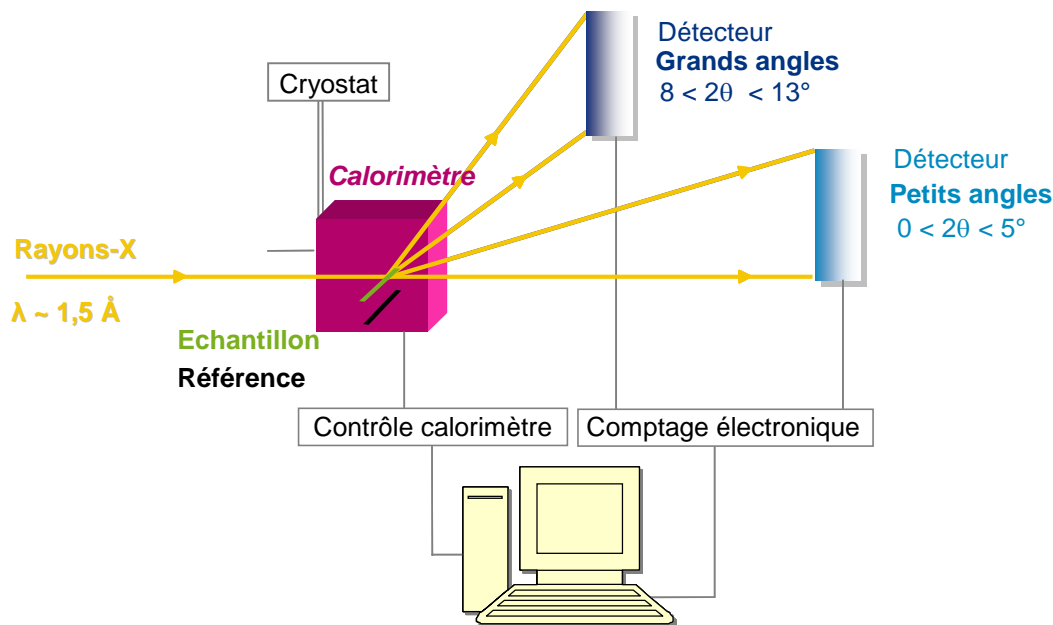 Détecteur
Grands angles
8 < 2θ < 13°
Cryostat
Calorimètre
Détecteur
Petits angles
0 < 2θ < 5°
Rayons-X
λ ~ 1,5 Å
Echantillon
Référence
Contrôle calorimètre
Comptage électronique